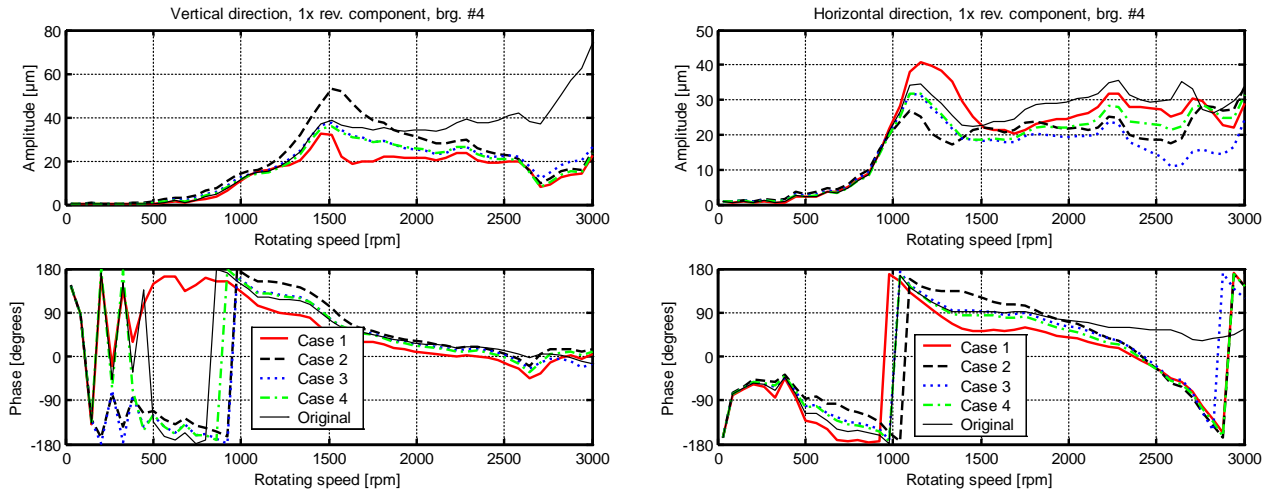 Vertical direction, 1x rev. component, brg. #4
80
60
40
20
0
Amplitude [µm]
0 500 1000 1500 2000 2500 3000
Rotating speed [rpm]
180
90
0
-90
-180
Phase [degrees]
Case 1
Case 2
Case 3
Case 4
Original
0 500 1000 1500 2000 2500 3000
Rotating speed [rpm]
Horizontal direction, 1x rev. component, brg. #4
50
40
30
20
10
0
Amplitude [µm]
0 500 1000 1500 2000 2500 3000
Rotating speed [rpm]
180
90
0
-90
-180
Phase [degrees]
Case 1
Case 2
Case 3
Case 4
Original
0 500 1000 1500 2000 2500 3000
Rotating speed [rpm]